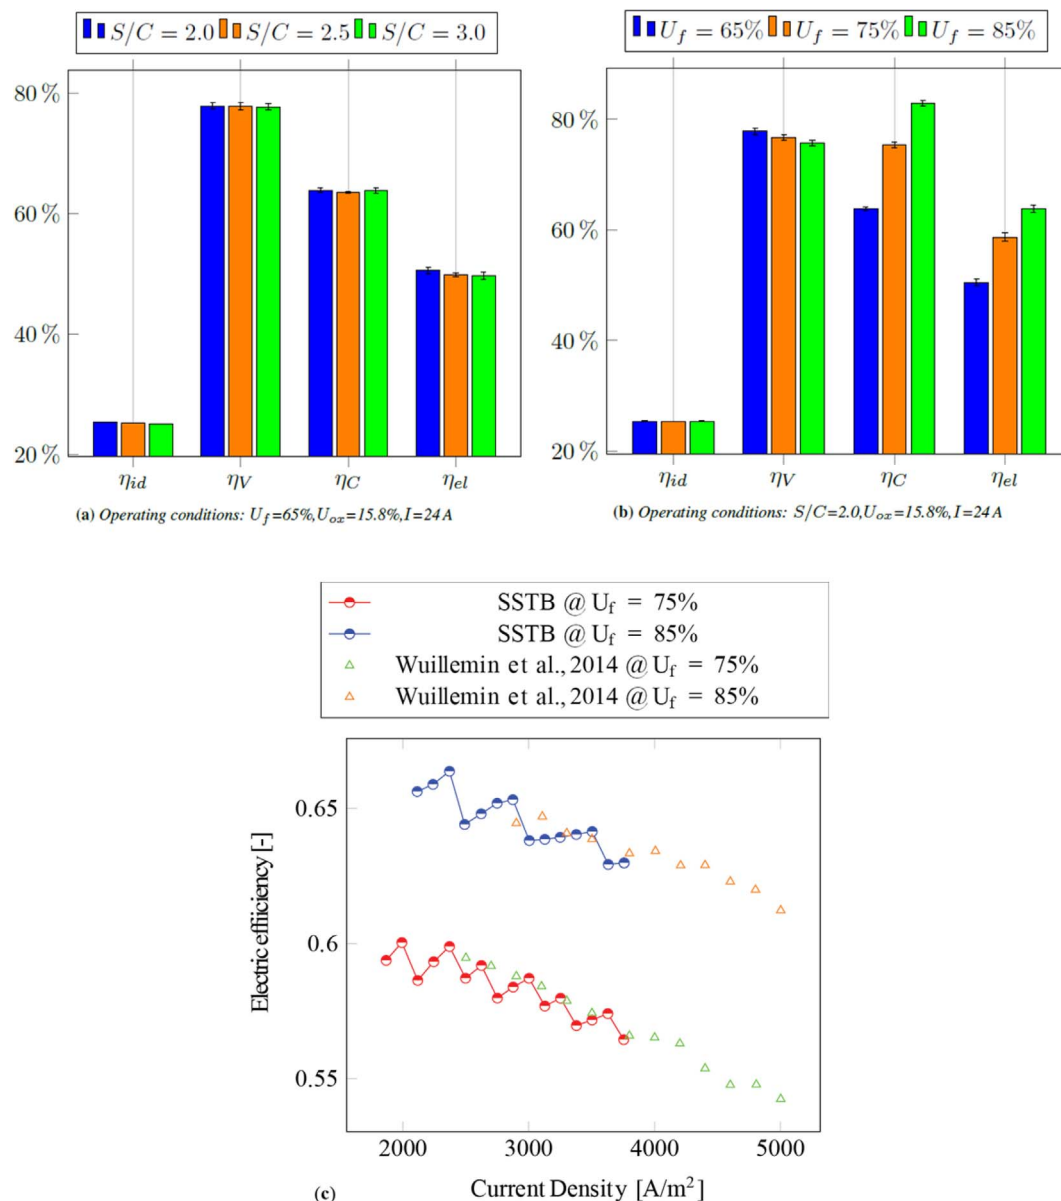 S/C = 2.0 S/C = 2.5 S/C = 3.0
80 %
60 %
40 %
20 %
η_id η_V η_C η_el
(a) Operating conditions: U_f=65%,U_ox=15.8%,I=24 A
U_f = 65% U_f = 75% U_f = 85%
80 %
60 %
40 %
20 %
η_id η_V η_C η_el
(b) Operating conditions: S/C=2.0,U_ox=15.8%,I=24 A
SSTB @ U_f = 75%
SSTB @ U_f = 85%
Wuillemin et al., 2014 @ U_f = 75%
Wuillemin et al., 2014 @ U_f = 85%
Electric efficiency [-]
0.65
0.6
0.55
2000 3000 4000 5000
Current Density [A/m²]
(c)